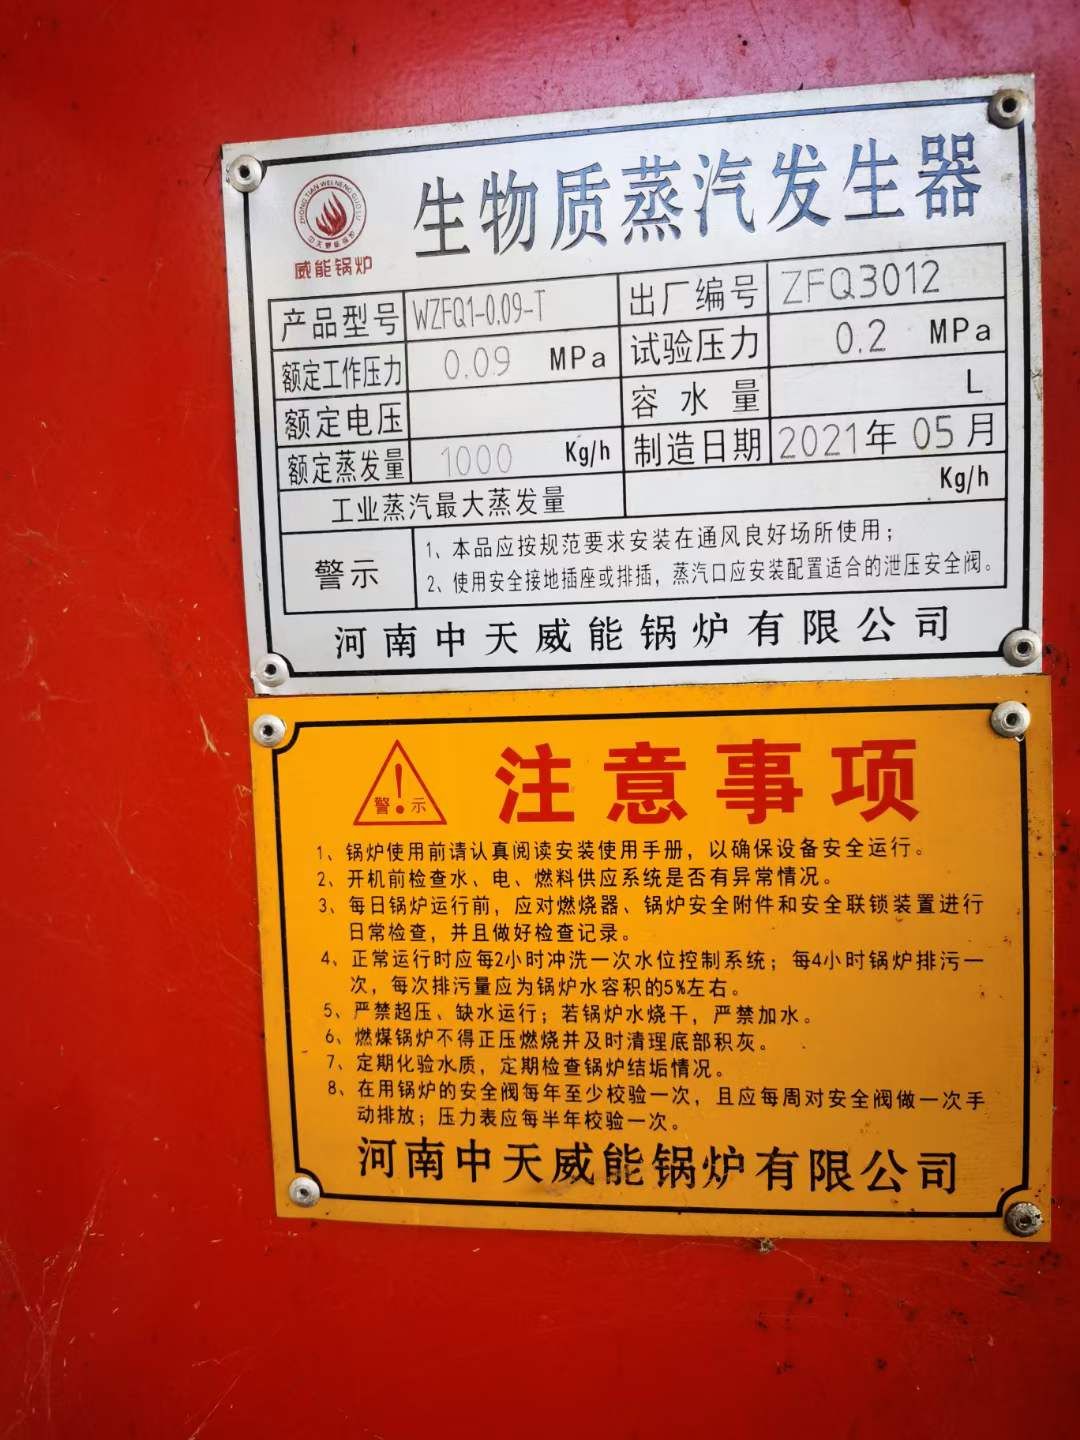 生物质蒸汽发生器
ZHONG TIAN WEI NENG GUO LU
威能锅炉
产品型号 WZFQ1-0.09-T 出厂编号 ZFQ3012
额定工作压力 0.09 MPa 试验压力 0.2 MPa
额定电压 容水量 L
额定蒸发量 1000 Kg/h 制造日期 2021年05月
工业蒸汽最大蒸发量 Kg/h
警示
1、本品应按规范要求安装在通风良好场所使用；
2、使用安全接地插座或排插，蒸汽口应安装配置适合的泄压安全阀。
河南中天威能锅炉有限公司
警!示
注意事项
1、锅炉使用前请认真阅读安装使用手册，以确保设备安全运行。
2、开机前检查水、电、燃料供应系统是否有异常情况。
3、每日锅炉运行前，应对燃烧器、锅炉安全附件和安全联锁装置进行
日常检查，并且做好检查记录。
4、正常运行时应每2小时冲洗一次水位控制系统；每4小时锅炉排污一
次，每次排污量应为锅炉水容积的5%左右。
5、严禁超压、缺水运行；若锅炉水烧干，严禁加水。
6、燃煤锅炉不得正压燃烧并及时清理底部积灰。
7、定期化验水质，定期检查锅炉结垢情况。
8、在用锅炉的安全阀每年至少校验一次，且应每周对安全阀做一次手
动排放；压力表应每半年校验一次。
河南中天威能锅炉有限公司